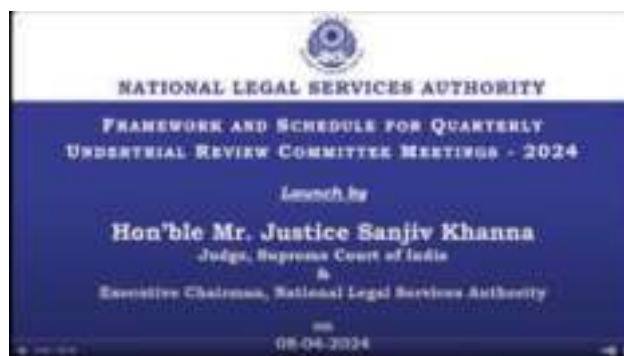 NATIONAL LEGAL SERVICES AUTHORITY
FRAMEWORK AND SCHEDULE FOR QUARTERLY
UNDERTRIAL REVIEW COMMITTEE MEETINGS - 2024
Launch by
Hon'ble Mr. Justice Sanjiv Khanna
Judge, Supreme Court of India
&
Executive Chairman, National Legal Services Authority
on
08-04-2024